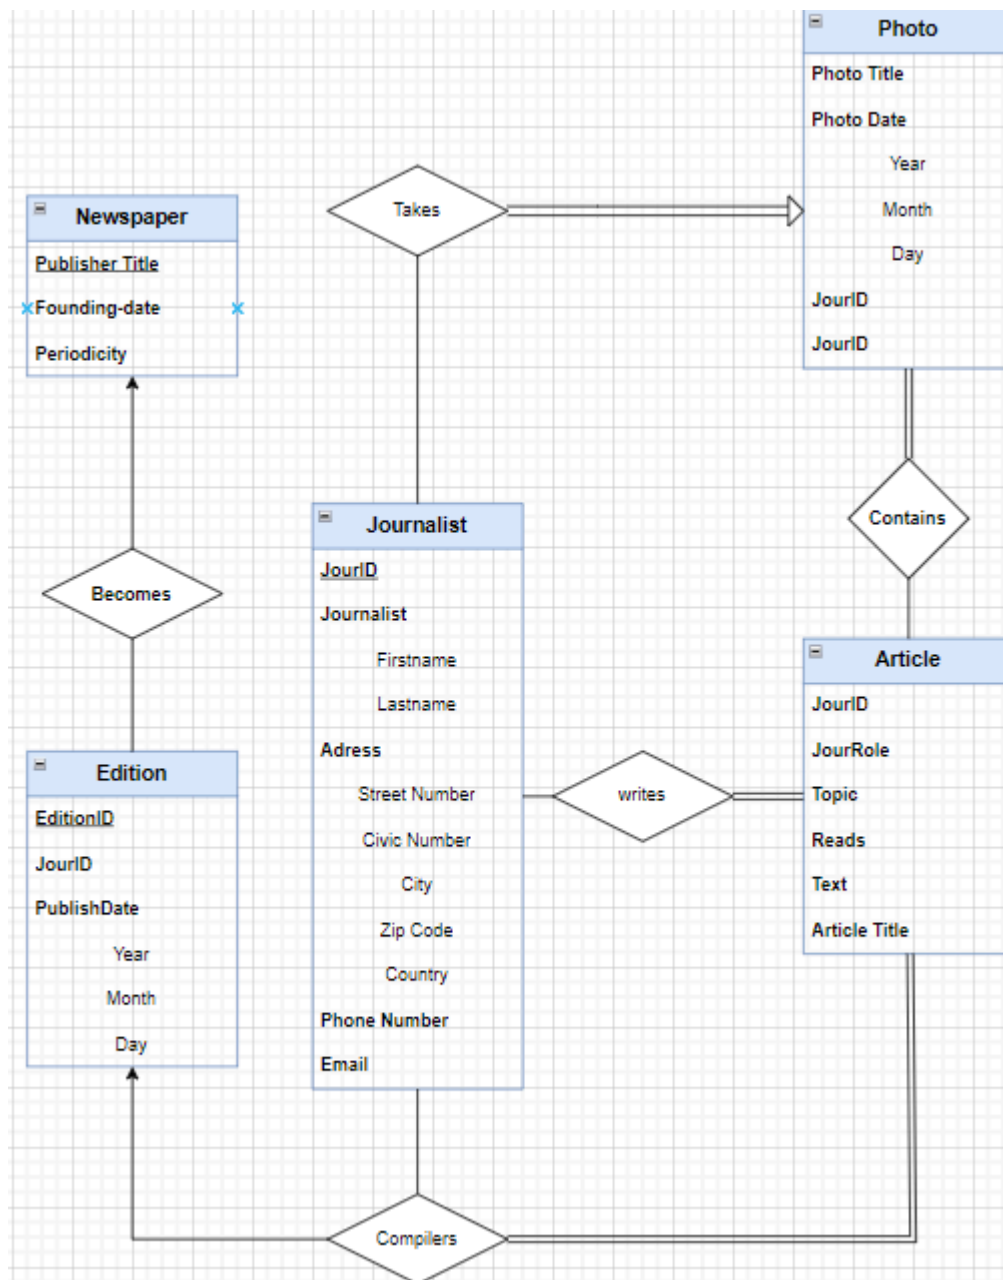 Photo
Photo Title
Photo Date
Year
Month
Day
JourID
JourID
Takes
Newspaper
Publisher Title
Founding-date
Periodicity
Contains
Journalist
JourID
Journalist
Firstname
Lastname
Adress
Street Number
Civic Number
City
Zip Code
Country
Phone Number
Email
Becomes
writes
Article
JourID
JourRole
Topic
Reads
Text
Article Title
Edition
EditionID
JourID
PublishDate
Year
Month
Day
Compilers